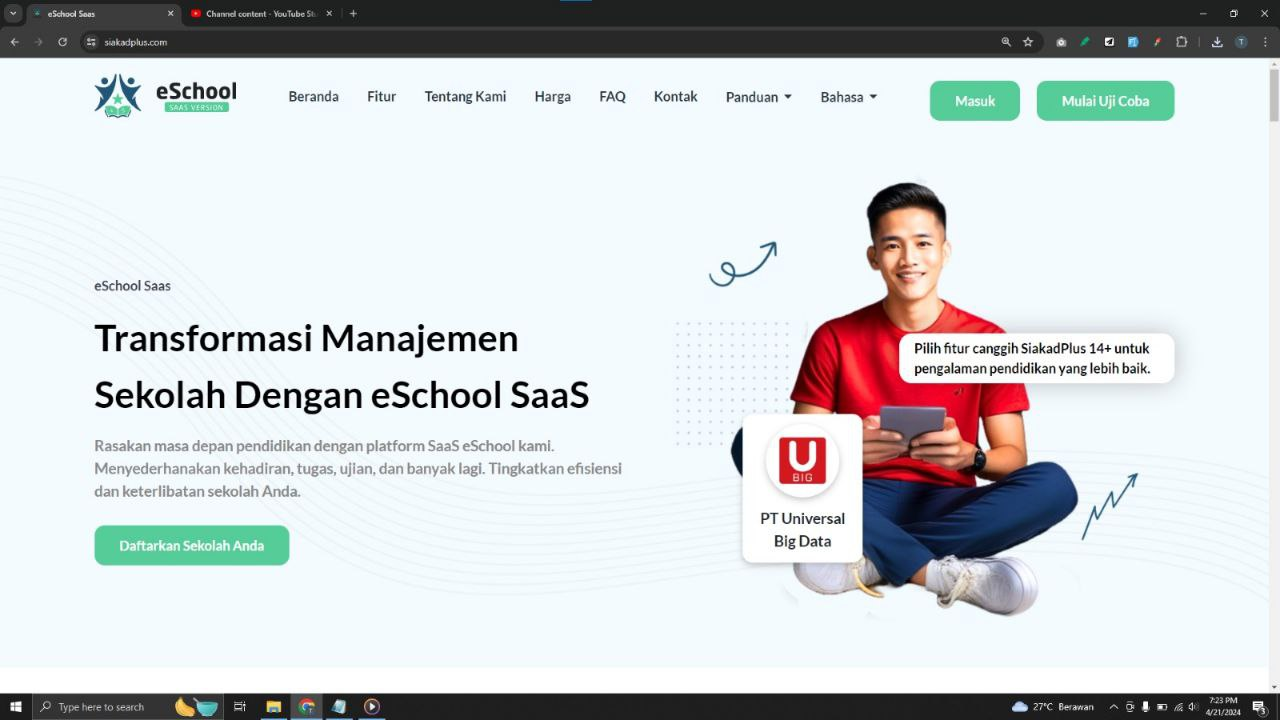 eSchool Saas
Channel content - YouTube St
siakadplus.com
T
eSchool
SAAS VERSION
Beranda
Fitur
Tentang Kami
Harga
FAQ
Kontak
Panduan
Bahasa
Masuk
Mulai Uji Coba
eSchool Saas
Transformasi Manajemen
Sekolah Dengan eSchool SaaS
Rasakan masa depan pendidikan dengan platform SaaS eSchool kami.
Menyederhanakan kehadiran, tugas, ujian, dan banyak lagi. Tingkatkan efisiensi
dan keterlibatan sekolah Anda.
Daftarkan Sekolah Anda
Pilih fitur canggih SiakadPlus 14+ untuk
pengalaman pendidikan yang lebih baik.
U
BIG
PT Universal
Big Data
Type here to search
27°C Berawan
7:23 PM
4/21/2024